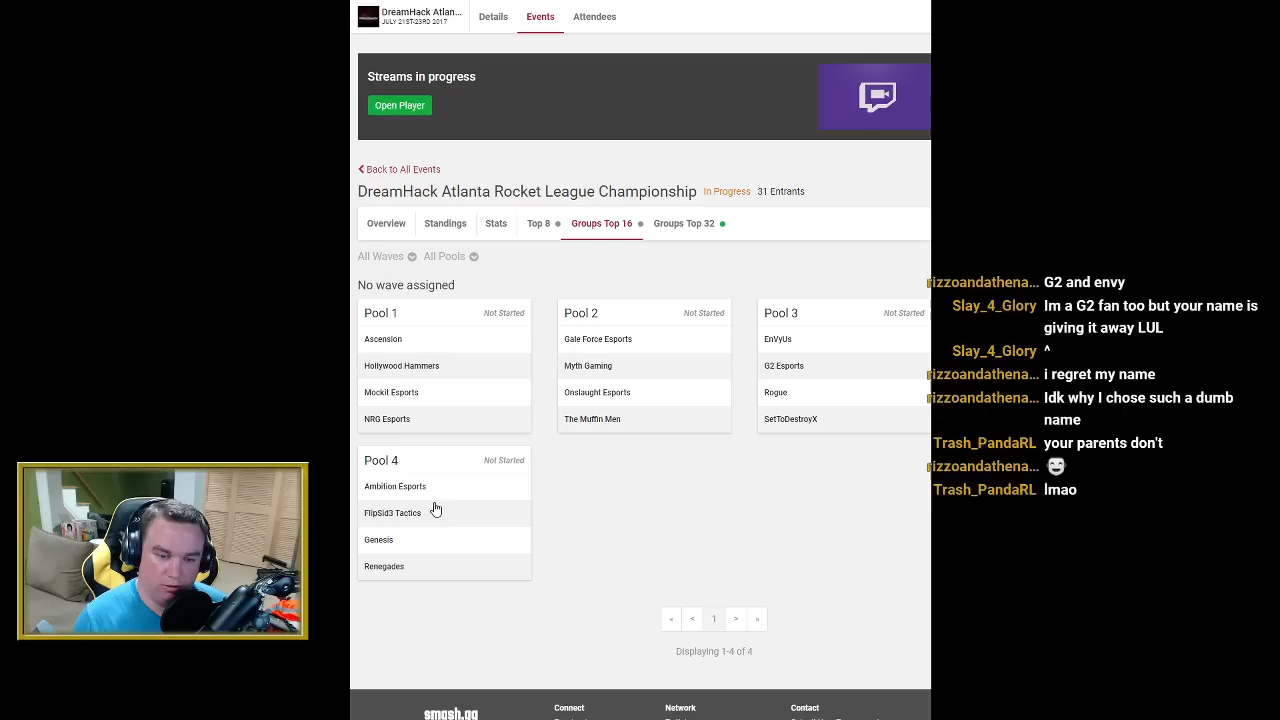 DreamHack Atlan...
JULY 21ST-23RD 2017
Details
Events
Attendees
Streams in progress
Open Player
Back to All Events
DreamHack Atlanta Rocket League Championship
In Progress
31 Entrants
Overview
Standings
Stats
Top 8
Groups Top 16
Groups Top 32
All Waves
All Pools
No wave assigned
Pool 1
Not Started
Ascension
Hollywood Hammers
Mockit Esports
NRG Esports
Pool 2
Not Started
Gale Force Esports
Myth Gaming
Onslaught Esports
The Muffin Men
Pool 3
Not Started
EnVyUs
G2 Esports
Rogue
SetToDestroyX
Pool 4
Not Started
Ambition Esports
FlipSid3 Tactics
Genesis
Renegades
« < 1 > »
Displaying 1-4 of 4
smash.gg
Connect
Network
Contact
rizzoandathena... G2 and envy
Slay_4_Glory Im a G2 fan too but your name is
giving it away LUL
Slay_4_Glory ^
rizzoandathena... i regret my name
rizzoandathena... Idk why I chose such a dumb
name
Trash_PandaRL your parents don't
rizzoandathena...
Trash_PandaRL lmao